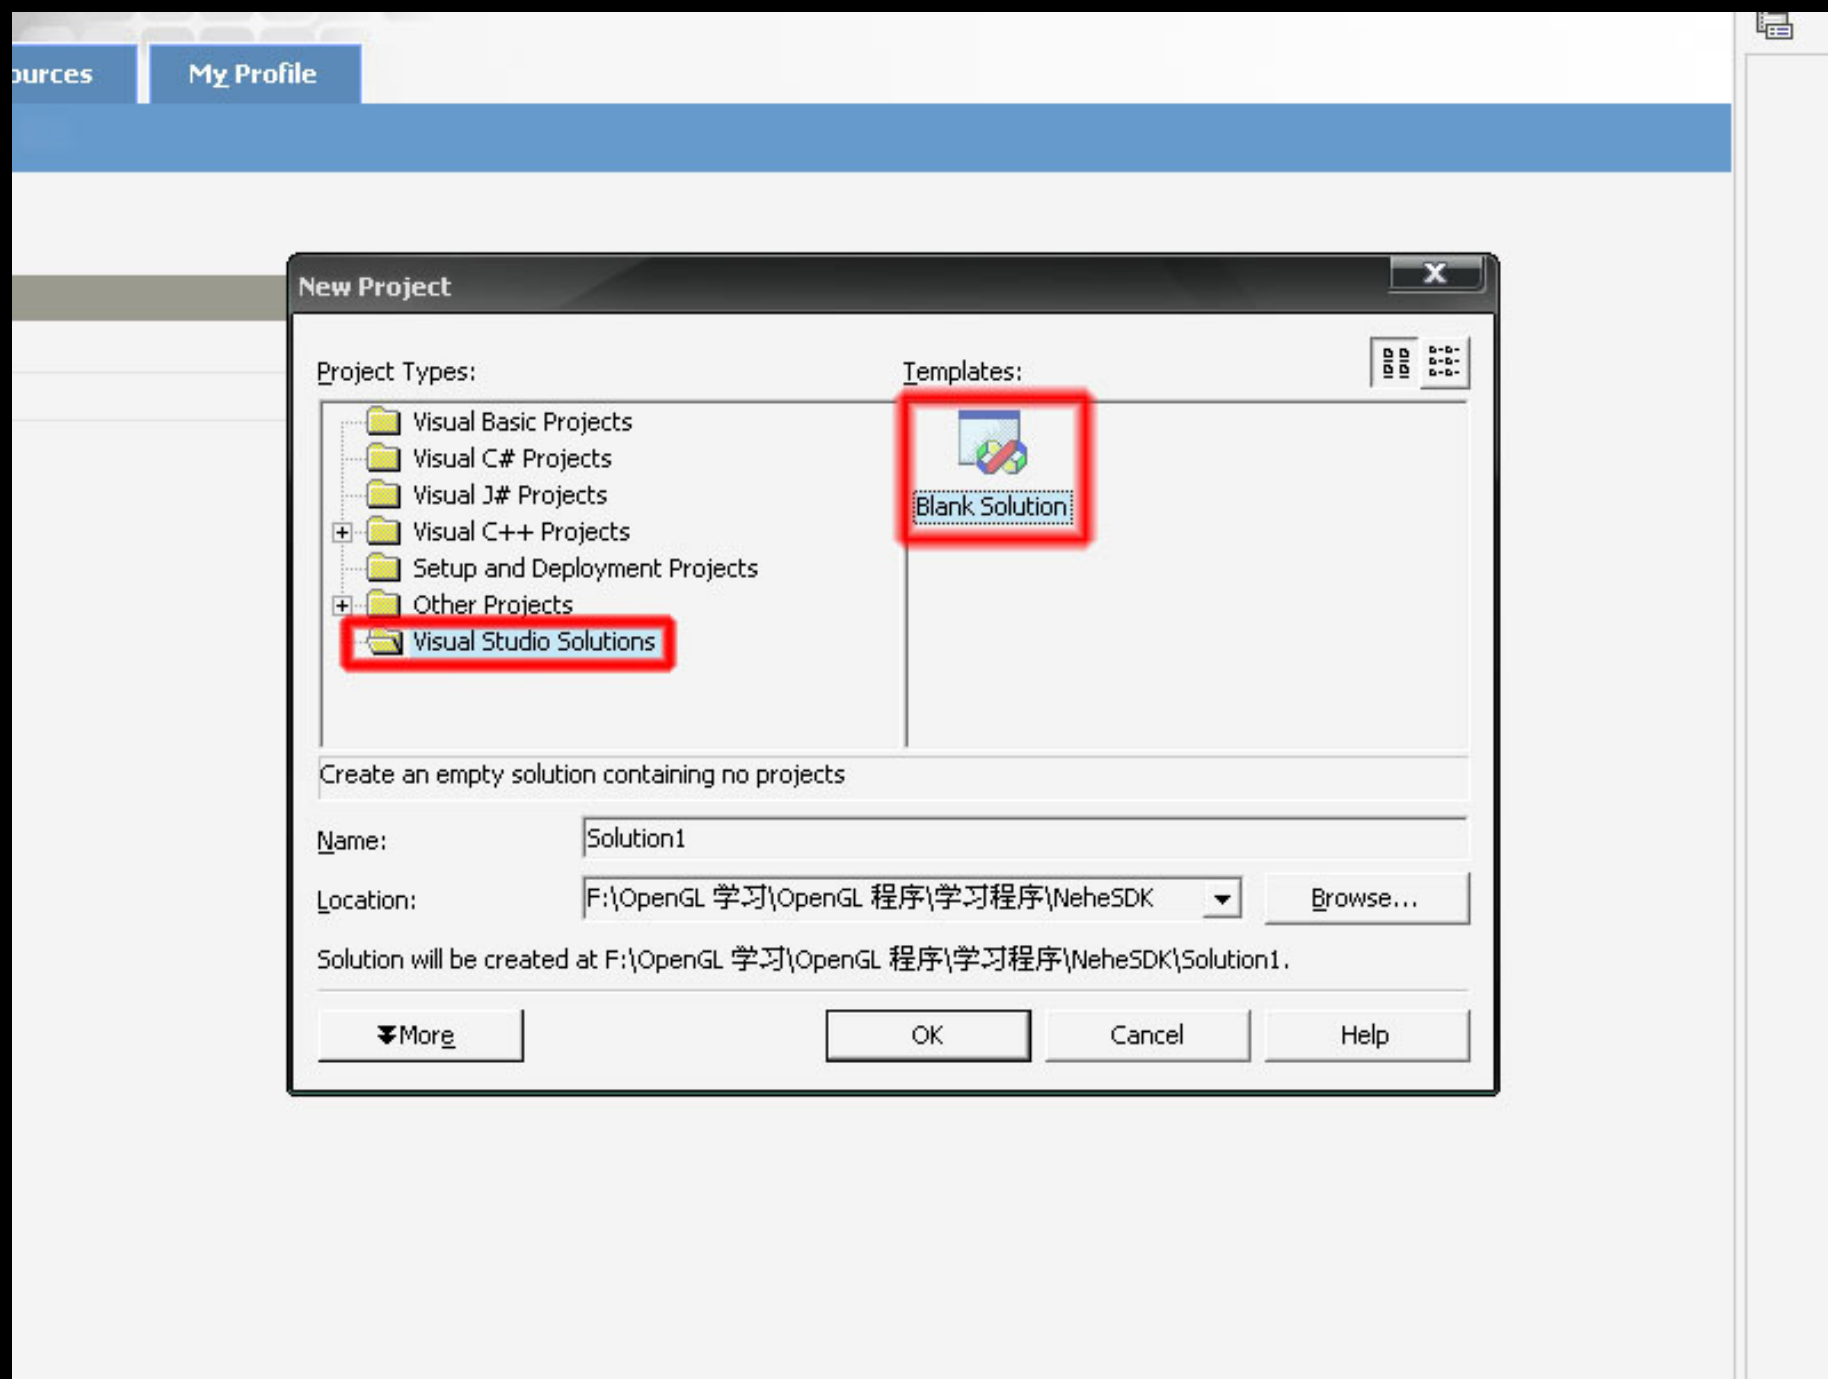 ources
My Profile
New Project
Project Types:
Templates:
Visual Basic Projects
Visual C# Projects
Visual J# Projects
Visual C++ Projects
Setup and Deployment Projects
Other Projects
Visual Studio Solutions
Blank Solution
Create an empty solution containing no projects
Name:
Solution1
Location:
F:\OpenGL 学习\OpenGL 程序\学习程序\NeheSDK
Browse...
Solution will be created at F:\OpenGL 学习\OpenGL 程序\学习程序\NeheSDK\Solution1.
More
OK
Cancel
Help